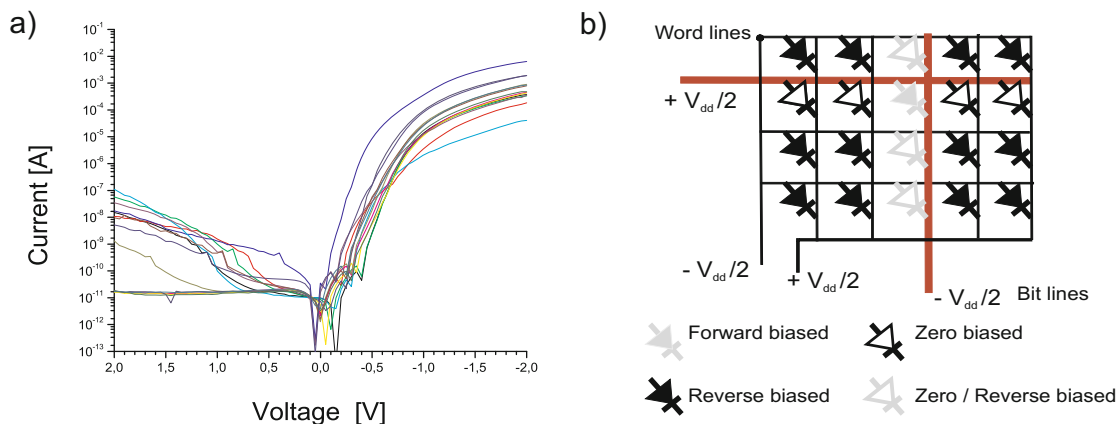 a)
Current [A]
10⁻¹
10⁻²
10⁻³
10⁻⁴
10⁻⁵
10⁻⁶
10⁻⁷
10⁻⁸
10⁻⁹
10⁻¹⁰
10⁻¹¹
10⁻¹²
10⁻¹³
2,0 1,5 1,0 0,5 0,0 -0,5 -1,0 -1,5 -2,0
Voltage [V]
b)
Word lines
+ V_dd/2
- V_dd/2
+ V_dd/2
- V_dd/2
Bit lines
Forward biased
Zero biased
Reverse biased
Zero / Reverse biased